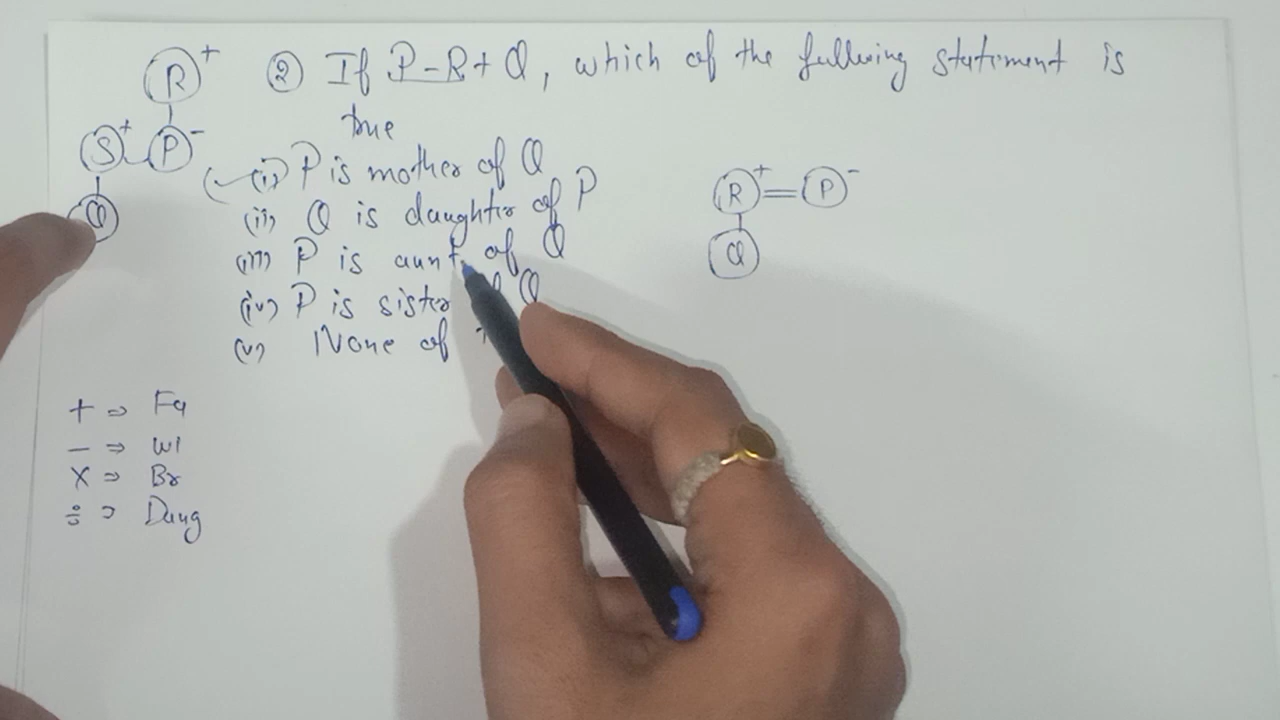 ② If P - R + Q, which of the fullwing statement is
true
(i) P is mother of Q
(ii) Q is daughter of P
(iii) P is aunt of Q
(iv) P is sister Q
(v) None of
R +
S + P -
Q
R + = P -
Q
+ ⇒ Fa
- ⇒ Wi
X ⇒ Br
÷ ⇒ Daug